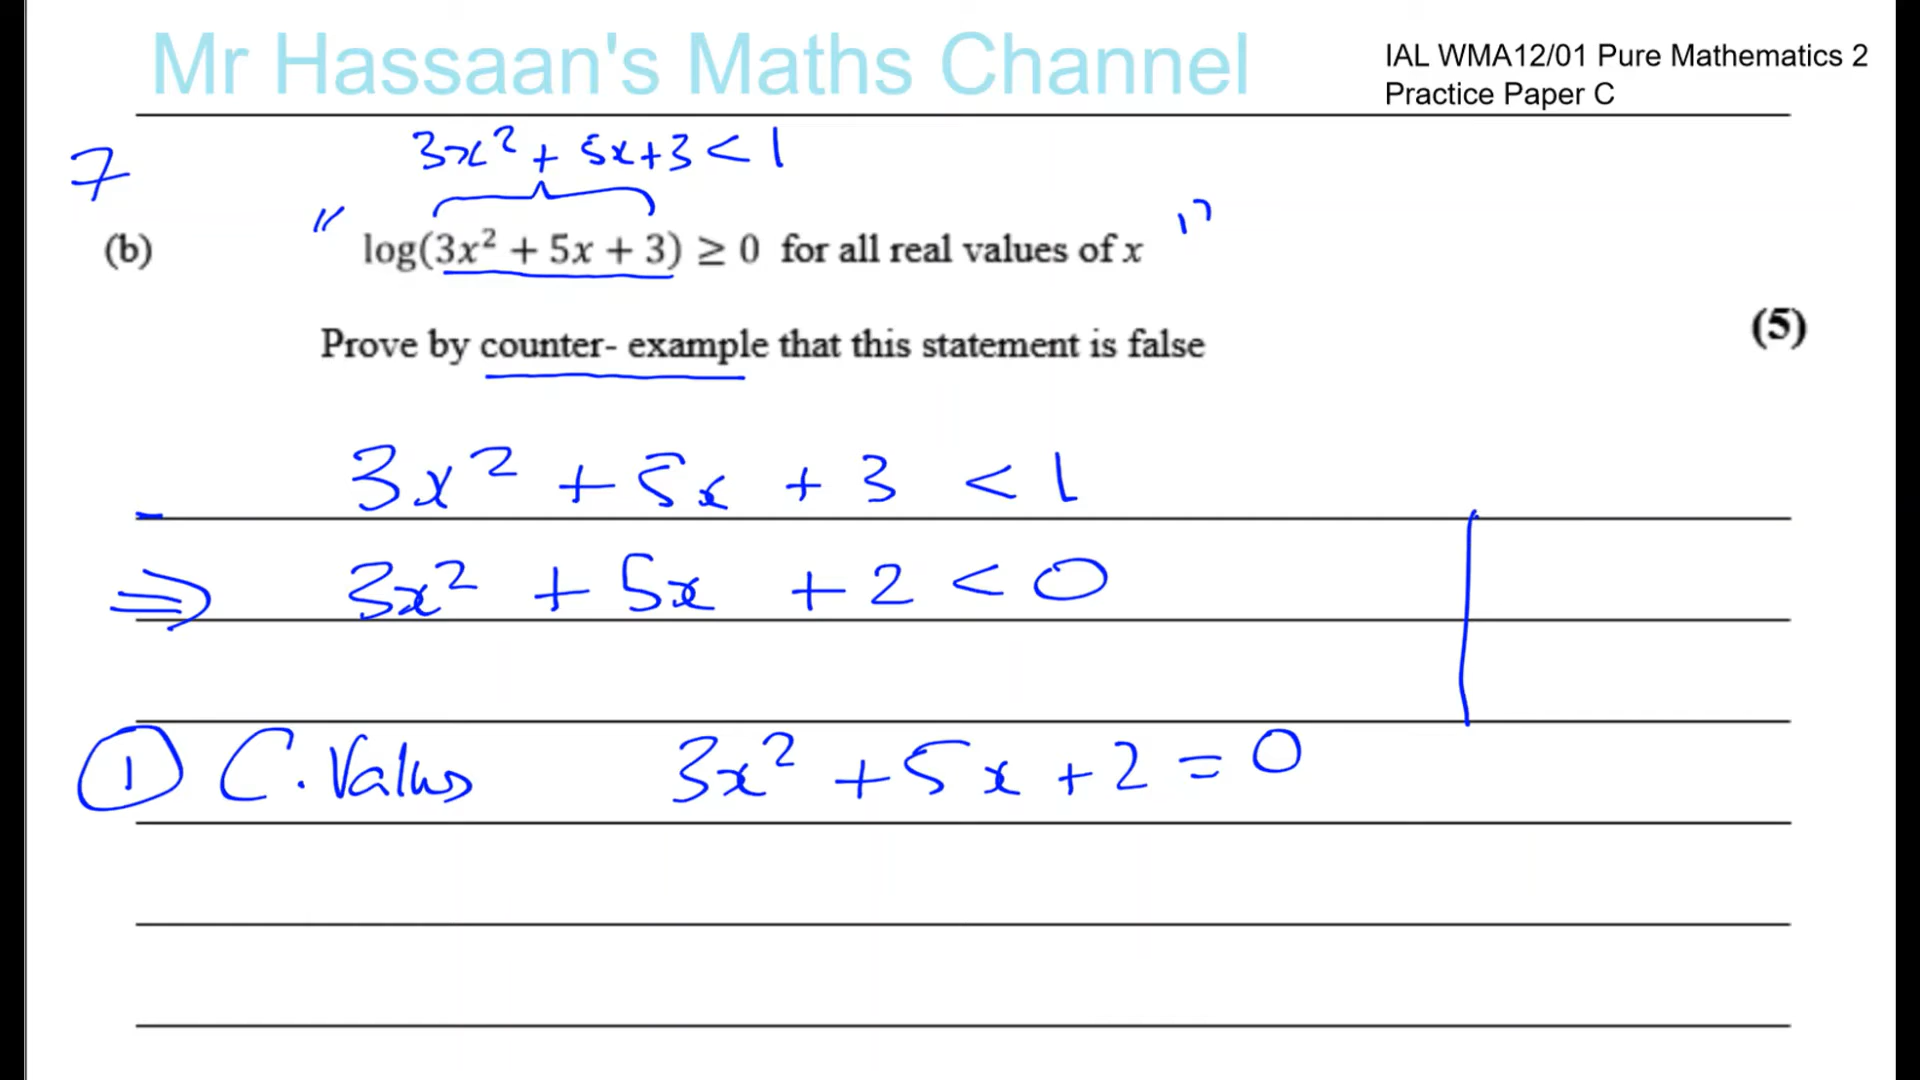 Mr Hassaan's Maths Channel
IAL WMA12/01 Pure Mathematics 2
Practice Paper C
7
3x² + 5x+3 < 1
(b) " log(3x² + 5x + 3) ≥ 0 for all real values of x "
Prove by counter- example that this statement is false
(5)
3x² + 5x + 3 < 1
⇒ 3x² + 5x + 2 < 0
① C. Values 3x² + 5x + 2 = 0